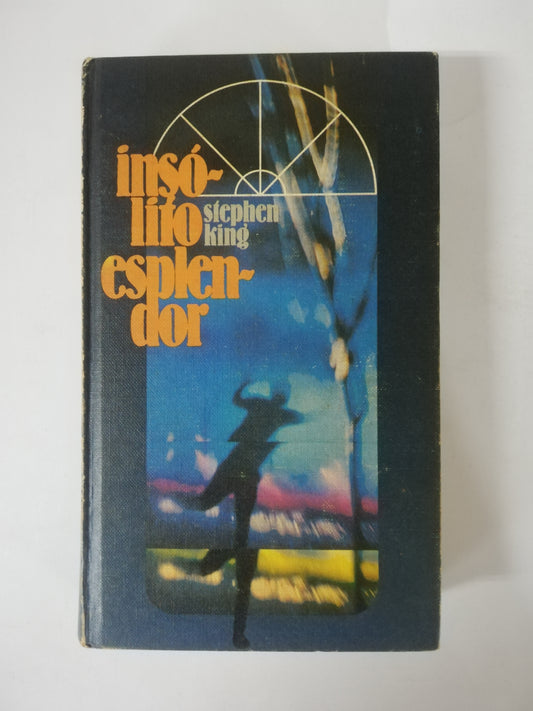 insó-
lito
stephen
king
esplen-
dor